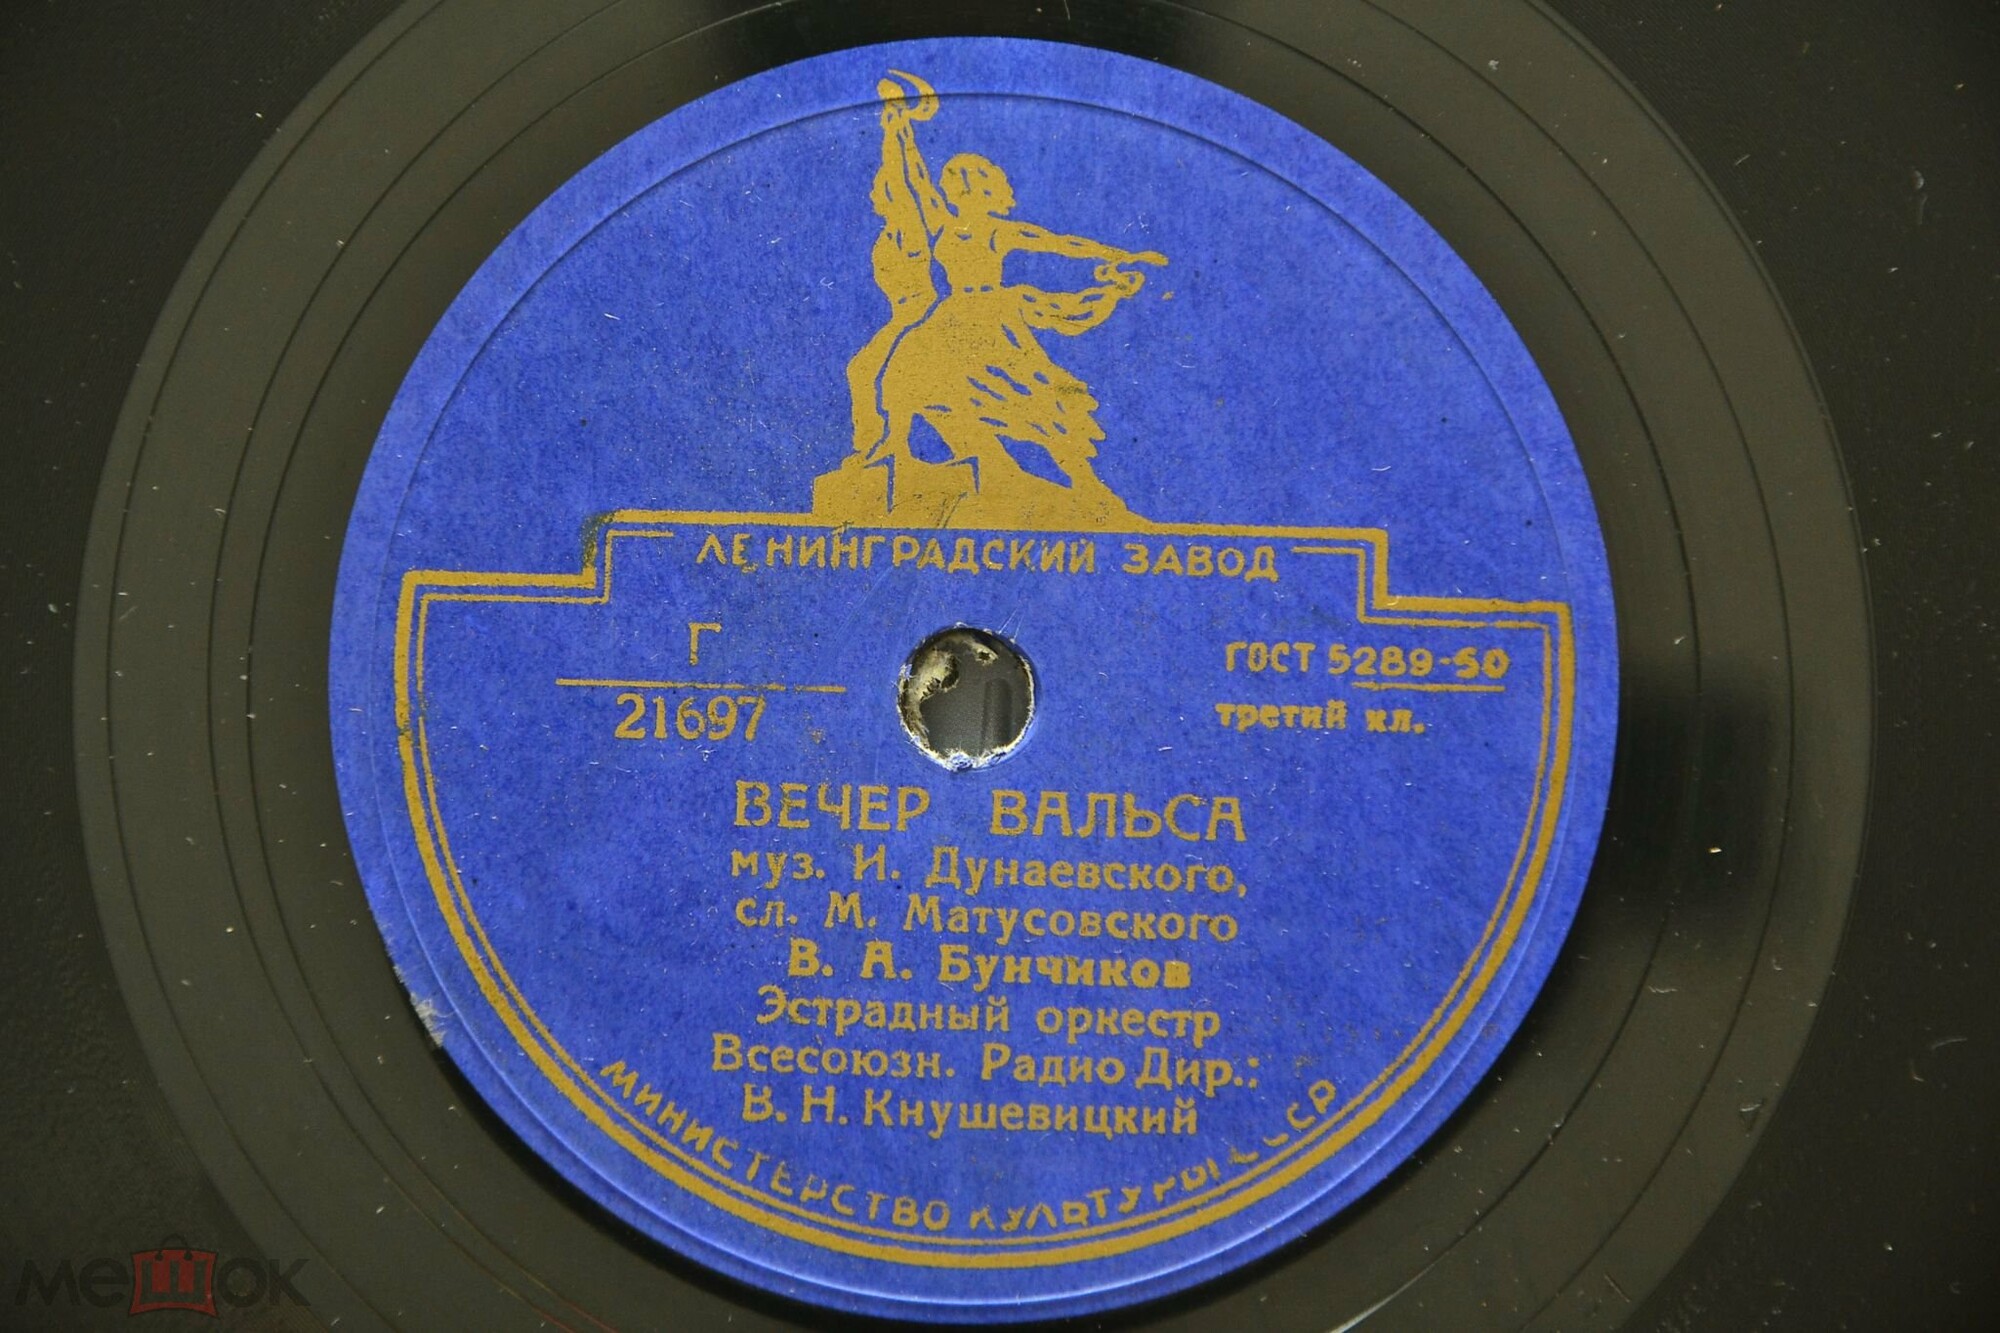 ЛЕНИНГРАДСКИЙ ЗАВОД
Г
21697
ГОСТ 5289-50
третий кл.
ВЕЧЕР ВАЛЬСА
муз. И. Дунаевского,
сл. М. Матусовского
В. А. Бунчиков
Эстрадный оркестр
Всесоюзн. Радио Дир.:
В. Н. Кнушевицкий
МИНИСТЕРСТВО КУЛЬТУРЫ СССР
мешок